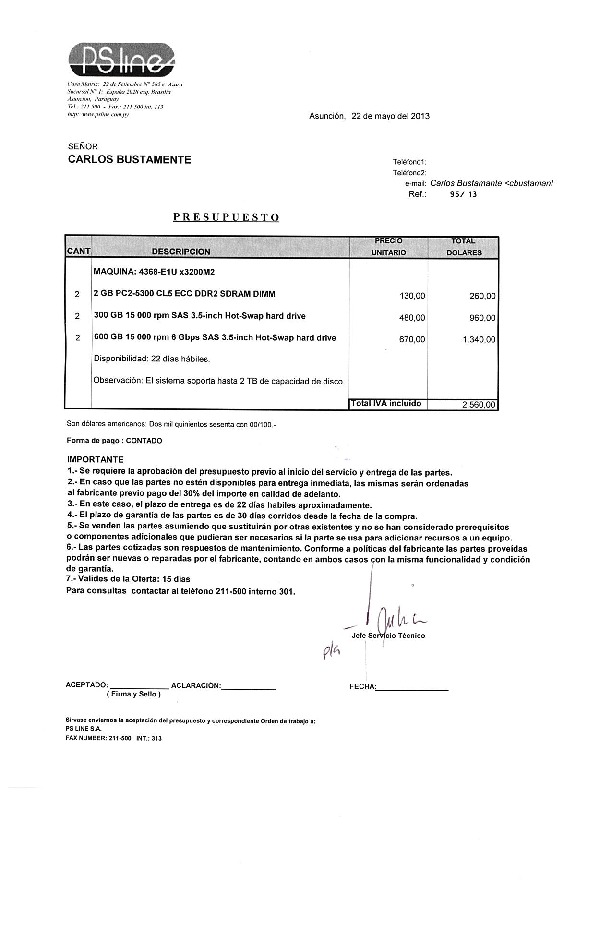 PS line
Casa Matriz: 22 de Setiembre Nº
Sucursal Nº 1: España 2028 esq. Brasilia
Asunción, Paraguay
Tel.: 211 500 - Fax.: 211 500 int. 313
http: www.psline.com.py
Asunción, 22 de mayo del 2013
SEÑOR
CARLOS BUSTAMENTE
Teléfono1:
Teléfono2:
e-mail: Carlos Bustamante <cbustaman
Ref.: 95/ 13
PRESUPUESTO
CANT DESCRIPCION PRECIO UNITARIO TOTAL DOLARES
MAQUINA: 4368-E1U x3200M2
2 2 GB PC2-5300 CL5 ECC DDR2 SDRAM DIMM 130,00 260,00
2 300 GB 15 000 rpm SAS 3.5-inch Hot-Swap hard drive 480,00 960,00
2 600 GB 15 000 rpm 6 Gbps SAS 3.5-inch Hot-Swap hard drive 670,00 1.340,00
Disponibilidad: 22 días hábiles.
Observación: El sistema soporta hasta 2 TB de capacidad de disco
Total IVA incluido 2.560,00
Son dólares americanos: Dos mil quinientos sesenta con 00/100.-
Forma de pago : CONTADO
IMPORTANTE
1.- Se requiere la aprobación del presupuesto previo al inicio del servicio y entrega de las partes.
2.- En caso que las partes no estén disponibles para entrega inmediata, las mismas serán ordenadas
al fabricante previo pago del 30% del importe en calidad de adelanto.
3.- En este caso, el plazo de entrega es de 22 días habiles aproximadamente.
4.- El plazo de garantía de las partes es de 30 días corridos desde la fecha de la compra.
5.- Se venden las partes asumiendo que sustituirán por otras existentes y no se han considerado prerequisitos
o componentes adicionales que pudieran ser necesarios si la parte se usa para adicionar recursos a un equipo.
6.- Las partes cotizadas son respuestos de mantenimiento. Conforme a políticas del fabricante las partes proveídas
podrán ser nuevas o reparadas por el fabricante, contando en ambos casos con la misma funcionalidad y condición
de garantía.
7.- Valides de la Oferta: 15 días
Para consultas contactar al teléfono 211-500 interno 301.
Jefe Servicio Técnico
p/a
ACEPTADO: ACLARACIÓN: FECHA:
( Firma y Sello )
Sírvase enviarnos la aceptación del presupuesto y correspondiente Orden de trabajo a:
PS LINE S.A.
FAX NUMBER: 211-500 INT.: 313